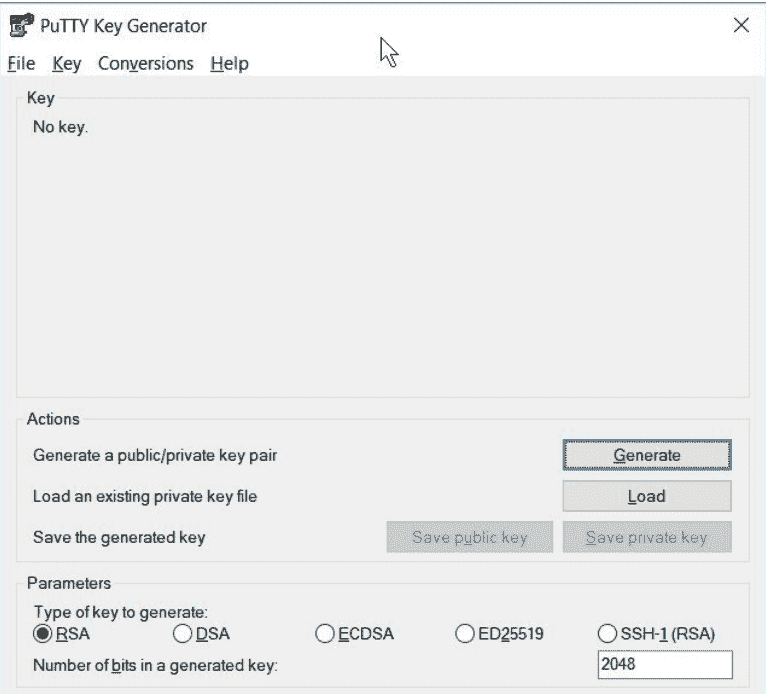 PuTTY Key Generator
File Key Conversions Help
Key
No key.
Actions
Generate a public/private key pair
Generate
Load an existing private key file
Load
Save the generated key
Save public key
Save private key
Parameters
Type of key to generate:
RSA DSA ECDSA ED25519 SSH-1 (RSA)
Number of bits in a generated key:
2048